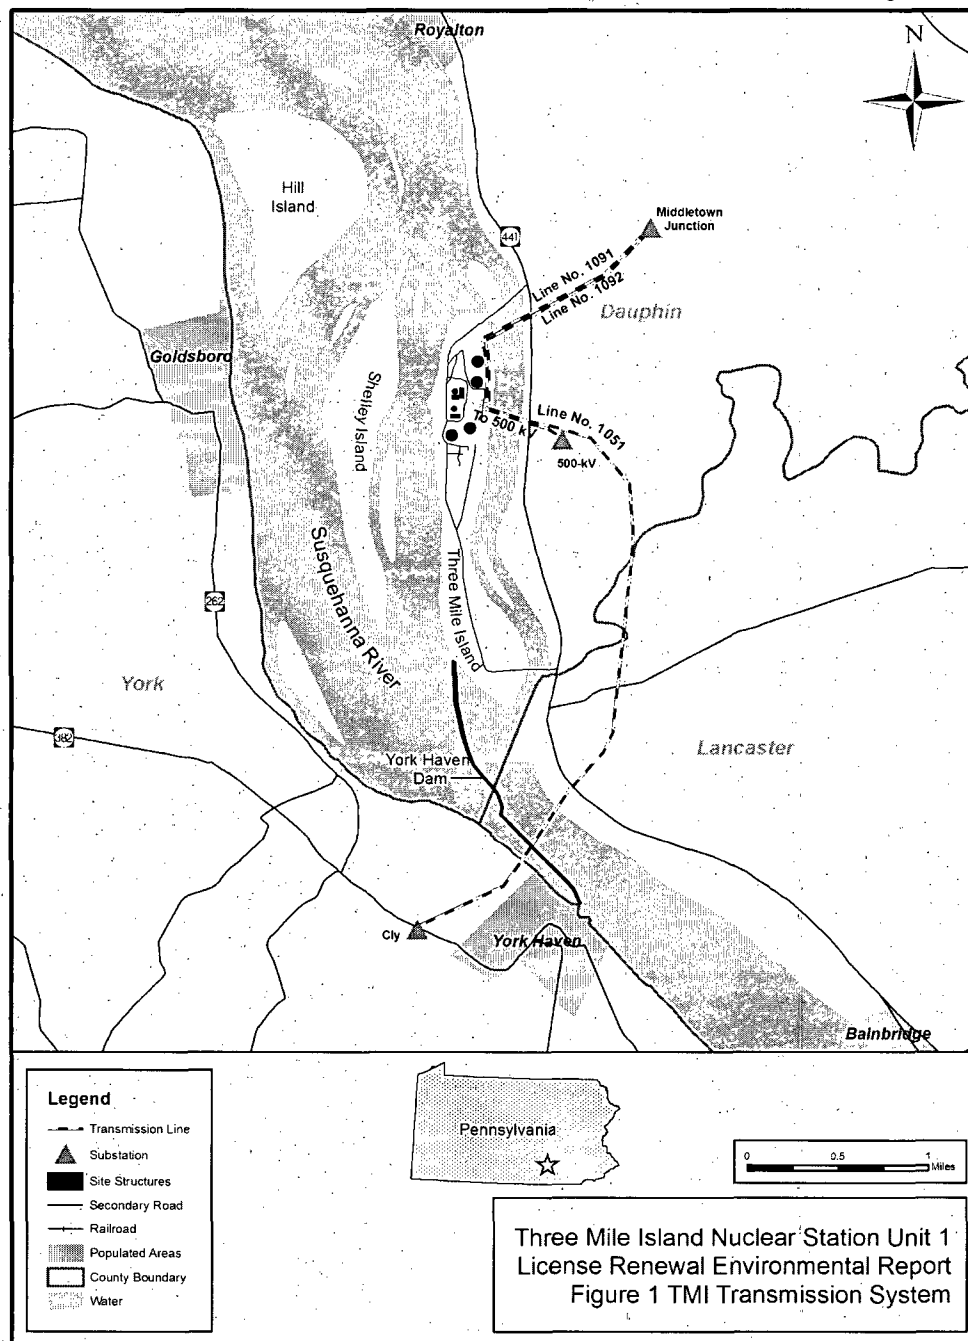 Royalton
N
Hill
Island
Middletown
Junction
441
Line No. 1091
Line No. 1092
Dauphin
Goldsboro
Shelley Island
To 500 kV
Line No. 1051
500-kV
Susquehanna River
Three Mile Island
262
York
382
Lancaster
York Haven
Dam
Cly
York Haven
Bainbridge
Legend
Transmission Line
Substation
Site Structures
Secondary Road
Railroad
Populated Areas
County Boundary
Water
Pennsylvania
0 0.5 1
Miles
Three Mile Island Nuclear Station Unit 1
License Renewal Environmental Report
Figure 1 TMI Transmission System